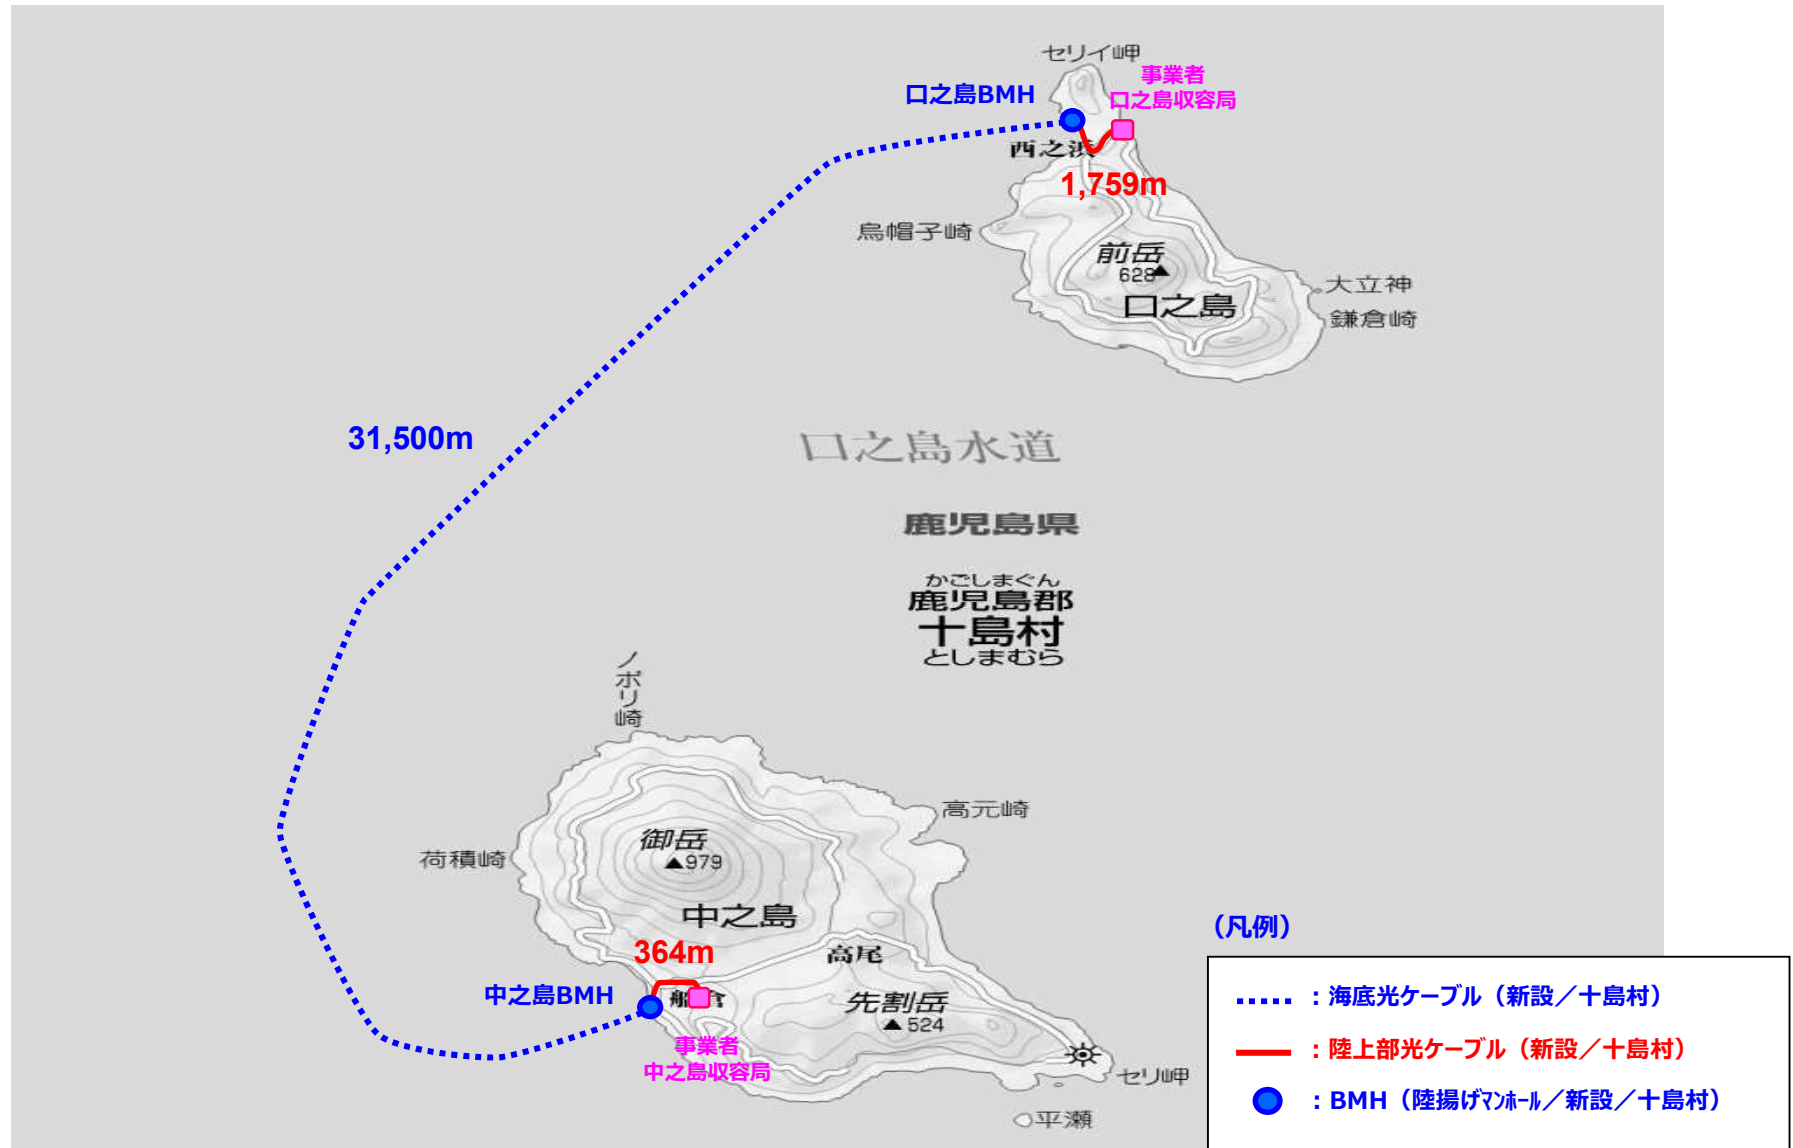 セリイ岬
事業者
口之島収容局
口之島BMH
西之浜
1,759m
烏帽子崎
前岳
628
口之島
大立神
鎌倉崎
31,500m
口之島水道
鹿児島県
かごしまぐん
鹿児島郡
十島村
としまむら
ノボリ崎
高元崎
御岳
979
荷積崎
中之島
364m
高尾
中之島BMH
先割岳
524
事業者
中之島収容局
セリ岬
平瀬
（凡例）
：海底光ケーブル（新設／十島村）
：陸上部光ケーブル（新設／十島村）
：BMH（陸揚げﾏﾝﾎｰﾙ／新設／十島村）